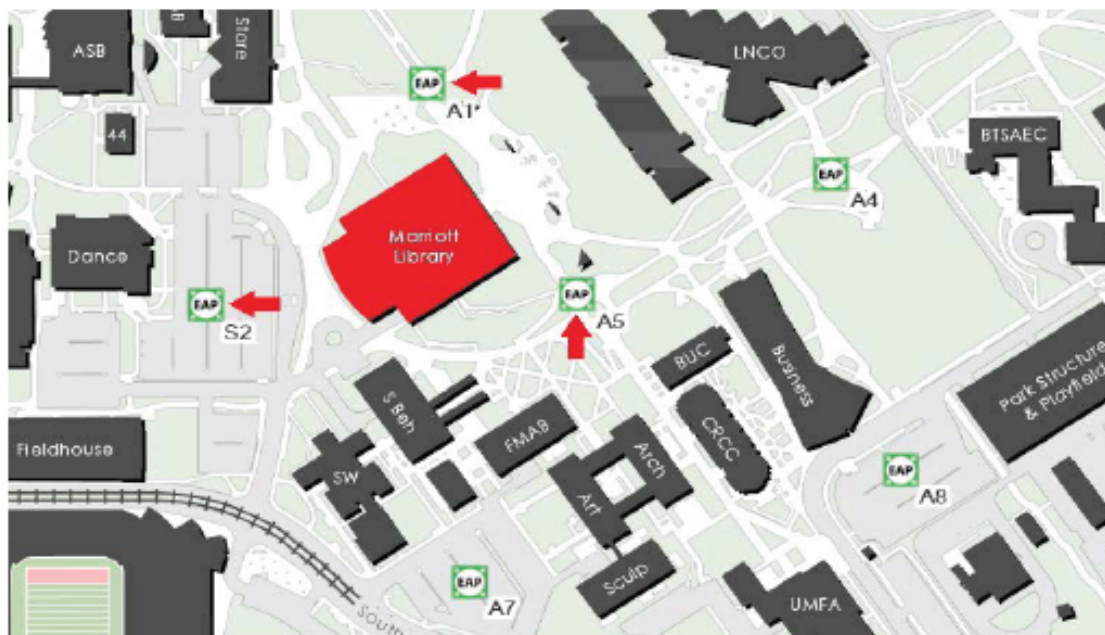 ASB
Store
EAP
A1*
LNCO
44
BTSAEC
EAP
A4
Marriott
Library
Dance
EAP
S2
EAP
A5
BUC
Business
Park Structure
& Playfield
S Beh
CRCC
FMAB
Arch
Fieldhouse
SW
Art
EAP
A8
EAP
A7
Sculp
UMFA
South